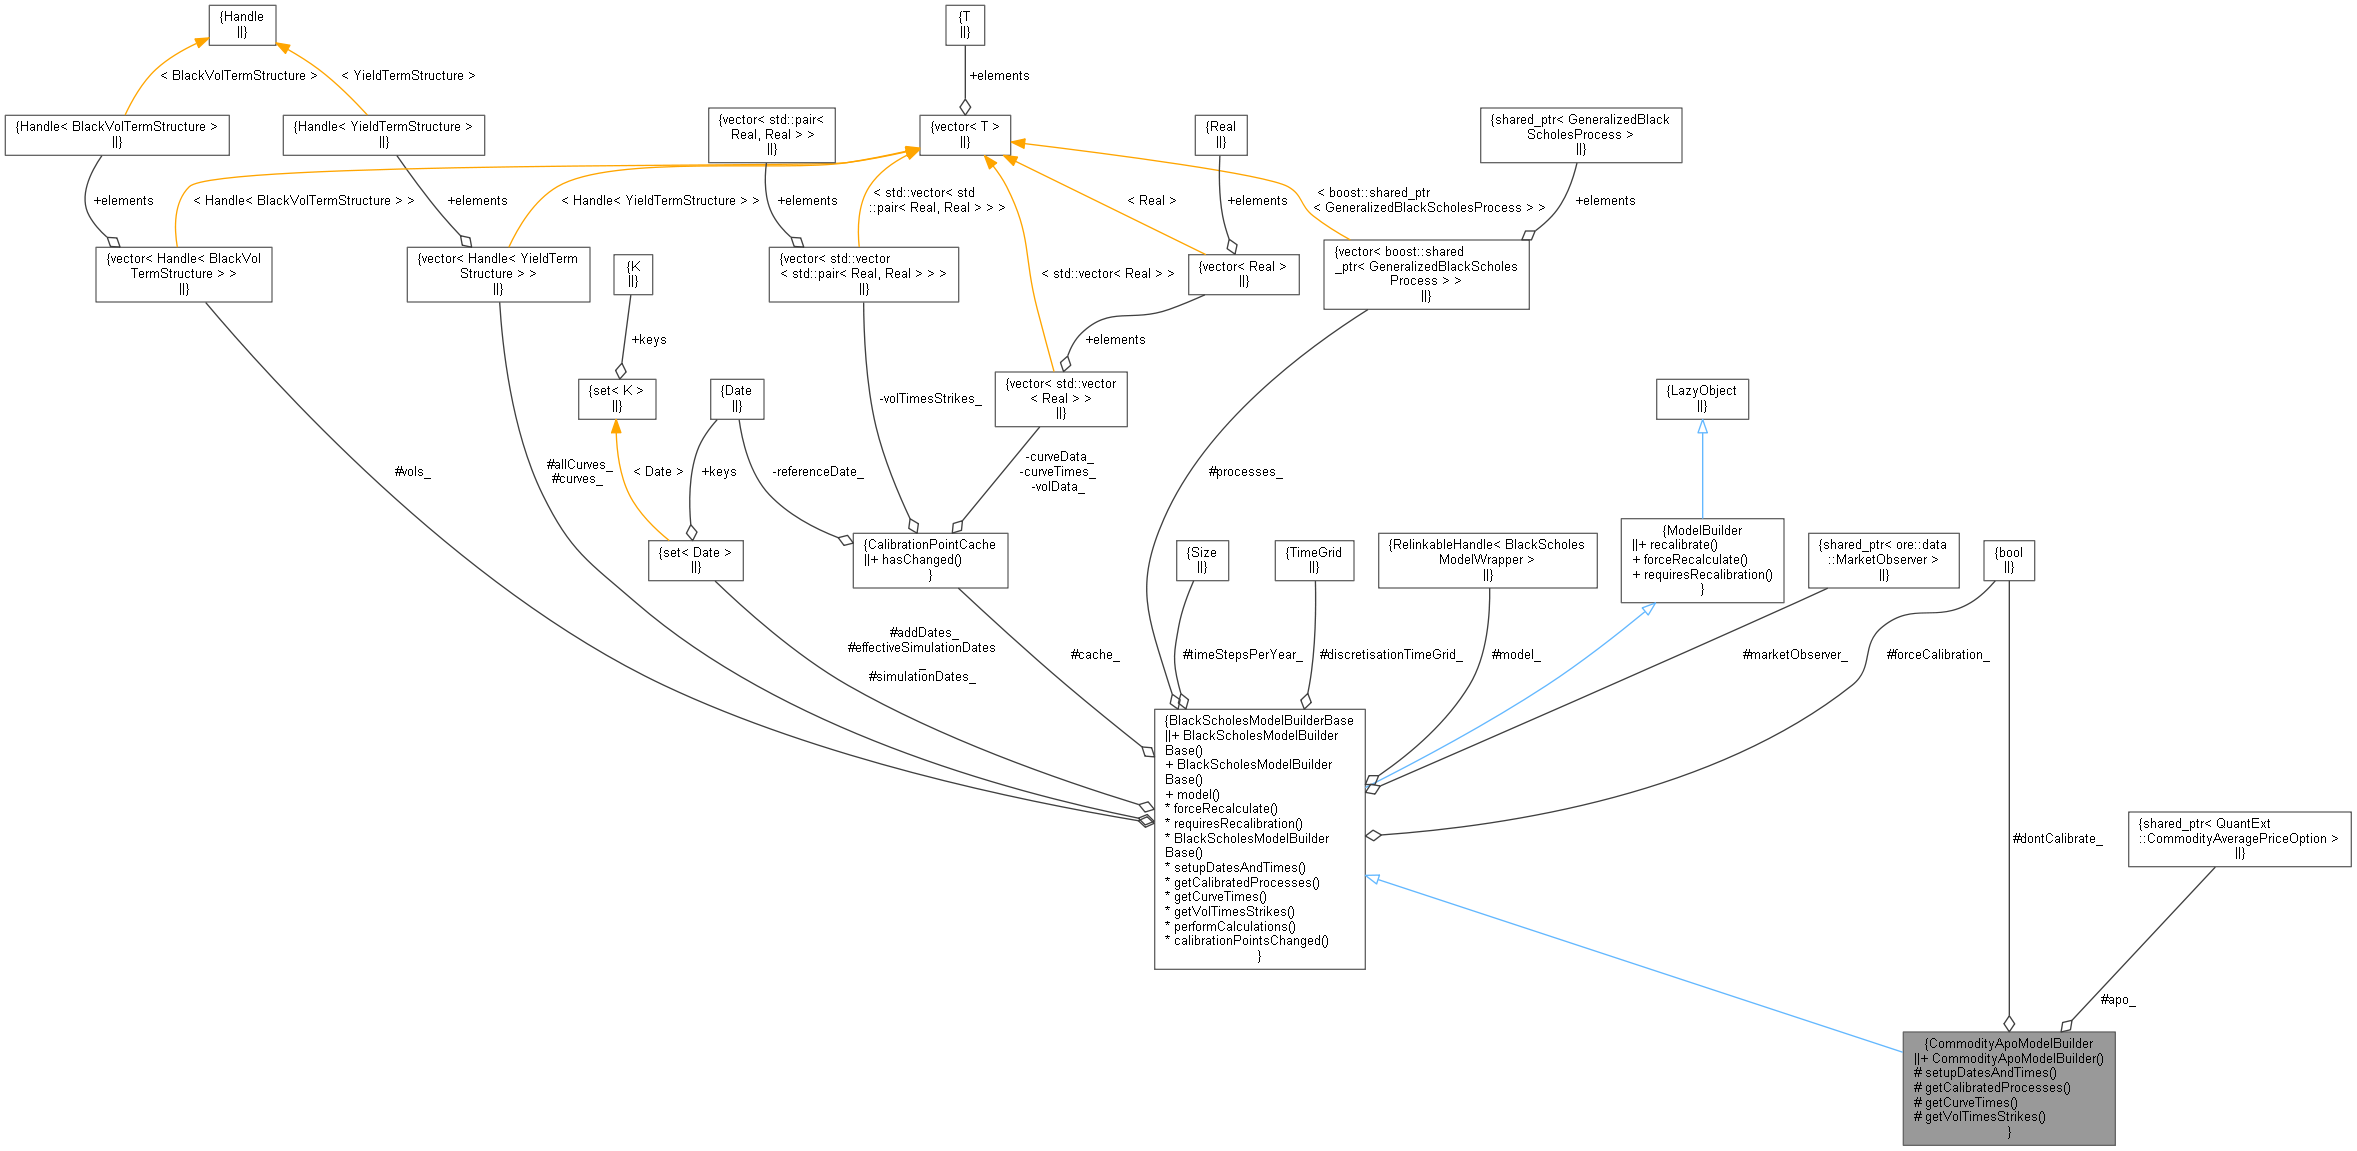 {Handle
||}
{T
||}
< BlackVolTermStructure >
< YieldTermStructure >
+elements
{Handle< BlackVolTermStructure >
||}
{Handle< YieldTermStructure >
||}
{vector< std::pair<
Real, Real > >
||}
{vector< T >
||}
{Real
||}
{shared_ptr< GeneralizedBlack
ScholesProcess >
||}
+elements
< Handle< BlackVolTermStructure > >
+elements
< Handle< YieldTermStructure > >
+elements
< std::vector< std
::pair< Real, Real > > >
< Real >
+elements
< boost::shared_ptr
< GeneralizedBlackScholesProcess > >
+elements
{vector< Handle< BlackVol
TermStructure > >
||}
{vector< Handle< YieldTerm
Structure > >
||}
{K
||}
{vector< std::vector
< std::pair< Real, Real > > >
||}
< std::vector< Real > >
{vector< Real >
||}
{vector< boost::shared
_ptr< GeneralizedBlackScholes
Process > >
||}
+keys
+elements
{set< K >
||}
{Date
||}
-volTimesStrikes_
{vector< std::vector
< Real > >
||}
{LazyObject
||}
#vols_
#allCurves_
#curves_
< Date >
+keys
-referenceDate_
-curveData_
-curveTimes_
-volData_
#processes_
{set< Date >
||}
{CalibrationPointCache
||+ hasChanged()
}
{Size
||}
{TimeGrid
||}
{RelinkableHandle< BlackScholes
ModelWrapper >
||}
{ModelBuilder
||+ recalibrate()
+ forceRecalculate()
+ requiresRecalibration()
}
{shared_ptr< ore::data
::MarketObserver >
||}
{bool
||}
#addDates_
#effectiveSimulationDates
_
#simulationDates_
#cache_
#timeStepsPerYear_
#discretisationTimeGrid_
#model_
#marketObserver_
#forceCalibration_
{BlackScholesModelBuilderBase
||+ BlackScholesModelBuilder
Base()
+ BlackScholesModelBuilder
Base()
+ model()
* forceRecalculate()
* requiresRecalibration()
* BlackScholesModelBuilder
Base()
* setupDatesAndTimes()
* getCalibratedProcesses()
* getCurveTimes()
* getVolTimesStrikes()
* performCalculations()
* calibrationPointsChanged()
}
#dontCalibrate_
{shared_ptr< QuantExt
::CommodityAveragePriceOption >
||}
#apo_
{CommodityApoModelBuilder
||+ CommodityApoModelBuilder()
# setupDatesAndTimes()
# getCalibratedProcesses()
# getCurveTimes()
# getVolTimesStrikes()
}